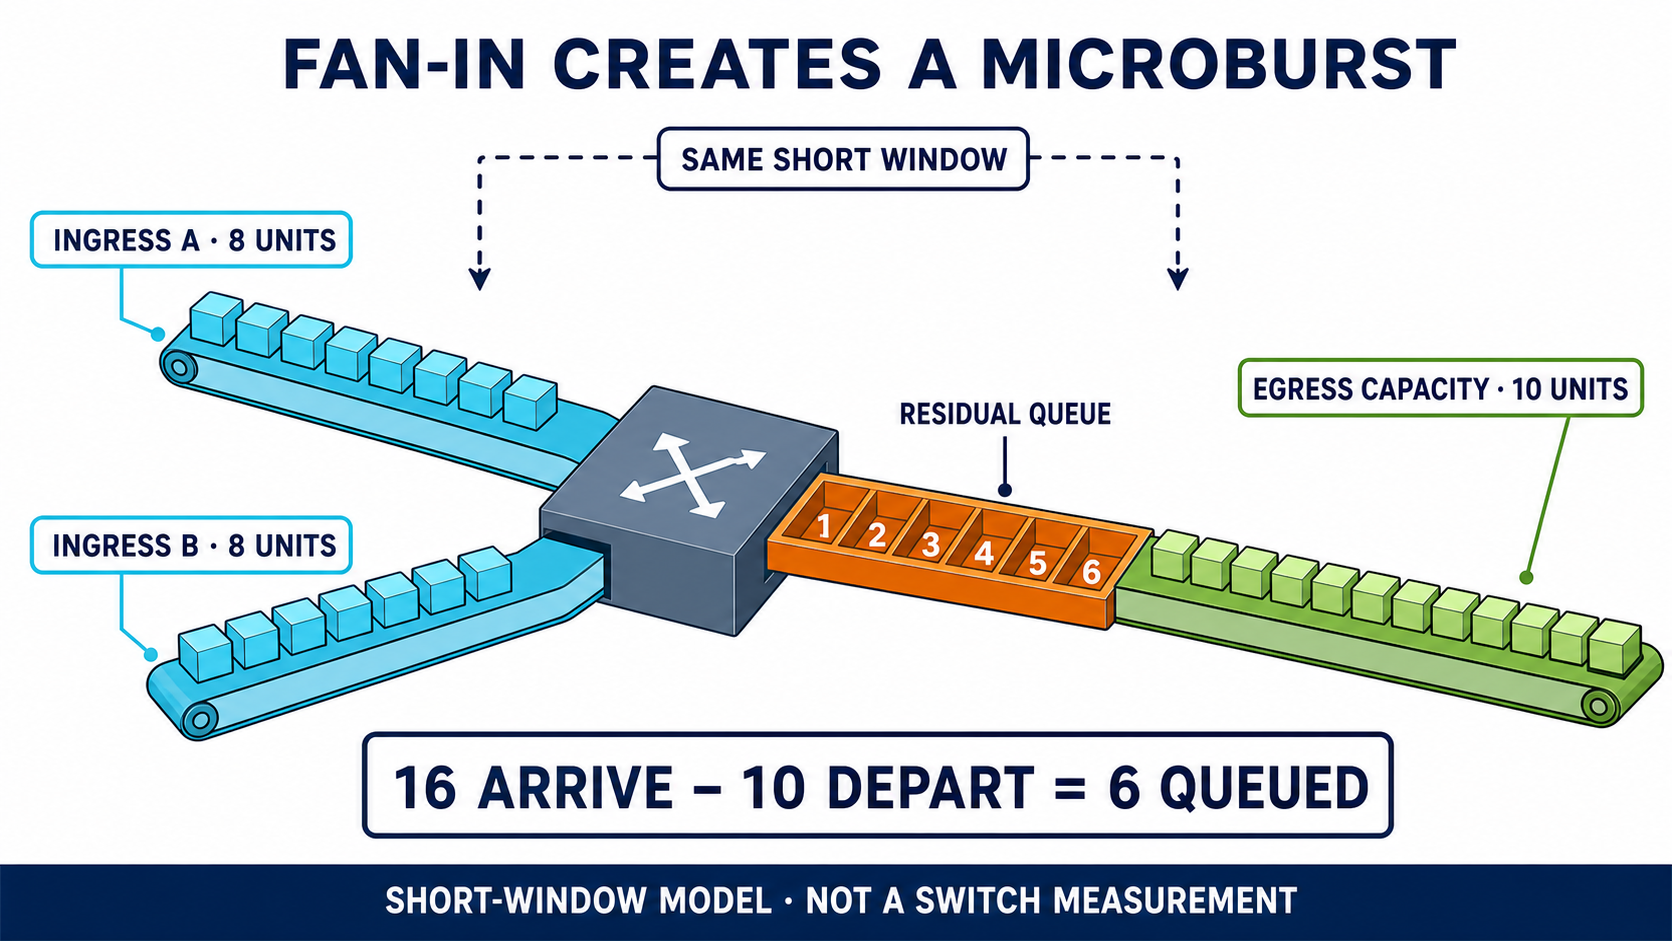 FAN-IN CREATES A MICROBURST
SAME SHORT WINDOW
INGRESS A · 8 UNITS
EGRESS CAPACITY · 10 UNITS
RESIDUAL QUEUE
INGRESS B · 8 UNITS
1 2 3 4 5 6
16 ARRIVE – 10 DEPART = 6 QUEUED
SHORT-WINDOW MODEL · NOT A SWITCH MEASUREMENT